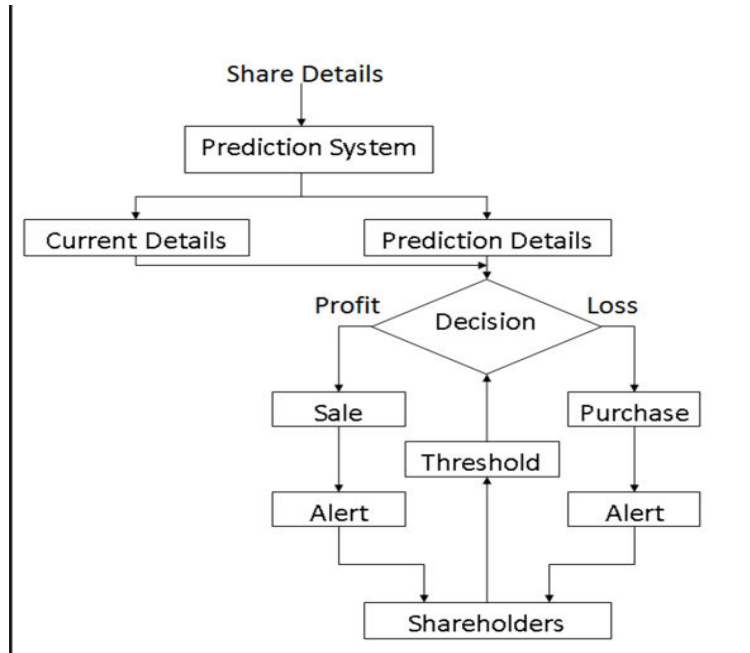 Share Details
Prediction System
Current Details
Prediction Details
Profit
Decision
Loss
Sale
Purchase
Threshold
Alert
Alert
Shareholders